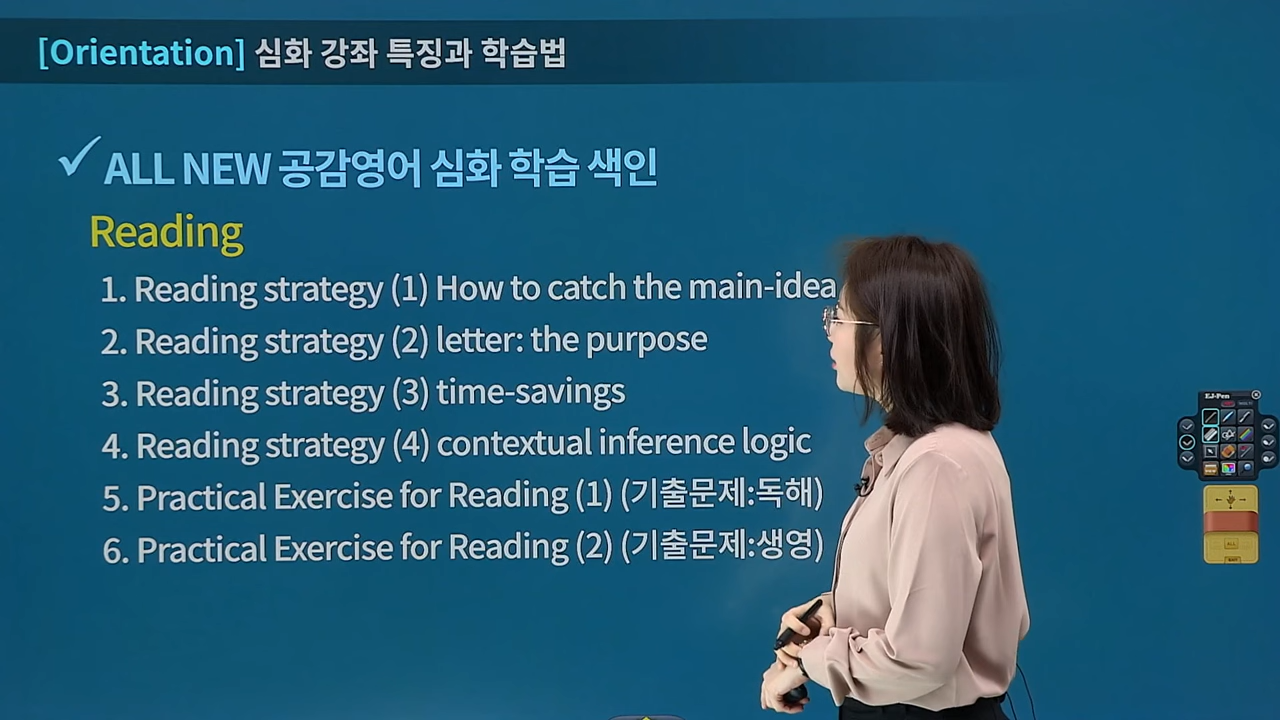 [Orientation] 심화 강좌 특징과 학습법
ALL NEW 공감영어 심화 학습 색인
Reading
1. Reading strategy (1) How to catch the main-idea
2. Reading strategy (2) letter: the purpose
3. Reading strategy (3) time-savings
4. Reading strategy (4) contextual inference logic
5. Practical Exercise for Reading (1) (기출문제:독해)
6. Practical Exercise for Reading (2) (기출문제:생영)
EJ-Pen
ALL